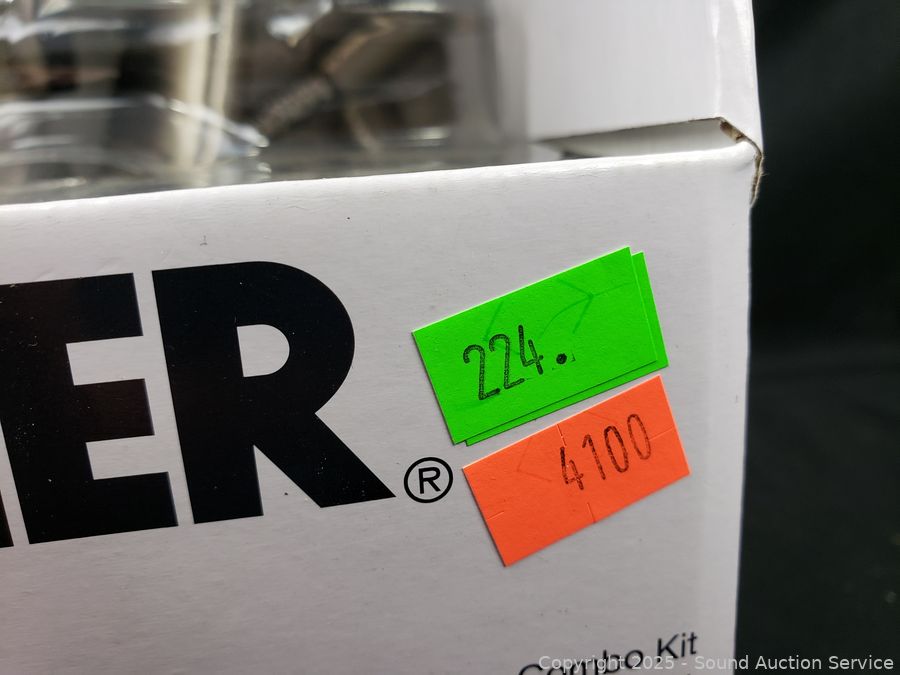 ER®
224.
4100
Combo Kit
Copyright 2025 - Sound Auction Service